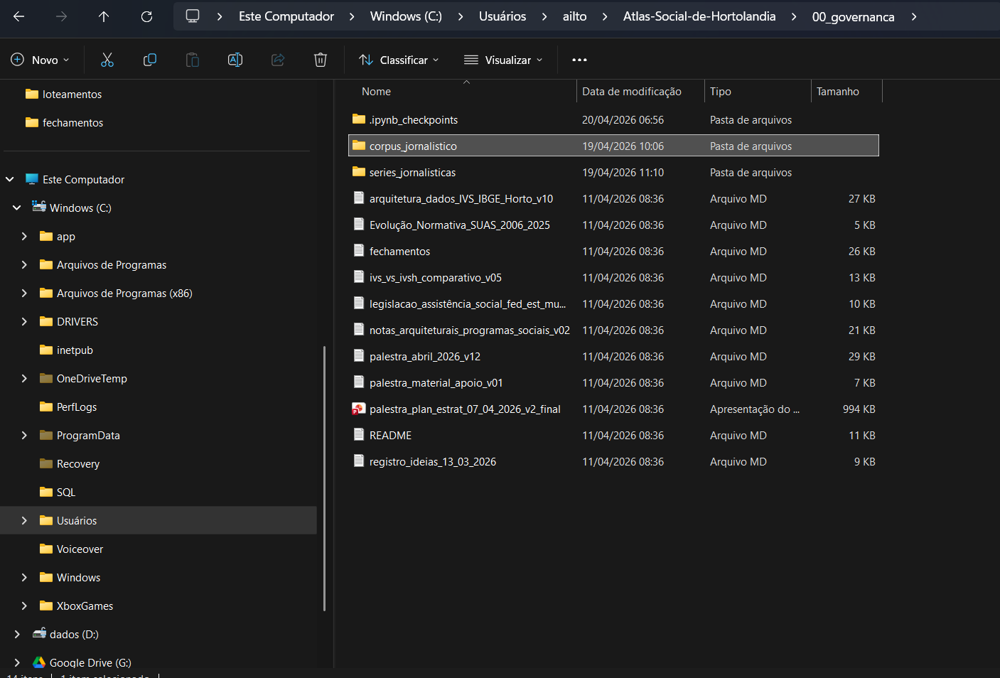 Este Computador > Windows (C:) > Usuários > ailto > Atlas-Social-de-Hortolandia > 00_governanca >
Novo Classificar Visualizar
loteamentos
fechamentos
Este Computador
Windows (C:)
app
Arquivos de Programas
Arquivos de Programas (x86)
DRIVERS
inetpub
OneDriveTemp
PerfLogs
ProgramData
Recovery
SQL
Usuários
Voiceover
Windows
XboxGames
dados (D:)
Google Drive (G:)
Nome Data de modificação Tipo Tamanho
.ipynb_checkpoints 20/04/2026 06:56 Pasta de arquivos
corpus_jornalistico 19/04/2026 10:06 Pasta de arquivos
series_jornalisticas 19/04/2026 11:10 Pasta de arquivos
arquitetura_dados_IVS_IBGE_Horto_v10 11/04/2026 08:36 Arquivo MD 27 KB
Evolução_Normativa_SUAS_2006_2025 11/04/2026 08:36 Arquivo MD 5 KB
fechamentos 11/04/2026 08:36 Arquivo MD 26 KB
ivs_vs_ivsh_comparativo_v05 11/04/2026 08:36 Arquivo MD 13 KB
legislacao_assistência_social_fed_est_mu... 11/04/2026 08:36 Arquivo MD 10 KB
notas_arquiteturais_programas_sociais_v02 11/04/2026 08:36 Arquivo MD 21 KB
palestra_abril_2026_v12 11/04/2026 08:36 Arquivo MD 29 KB
palestra_material_apoio_v01 11/04/2026 08:36 Arquivo MD 7 KB
palestra_plan_estrat_07_04_2026_v2_final 11/04/2026 08:36 Apresentação do ... 994 KB
README 11/04/2026 08:36 Arquivo MD 11 KB
registro_ideias_13_03_2026 11/04/2026 08:36 Arquivo MD 9 KB